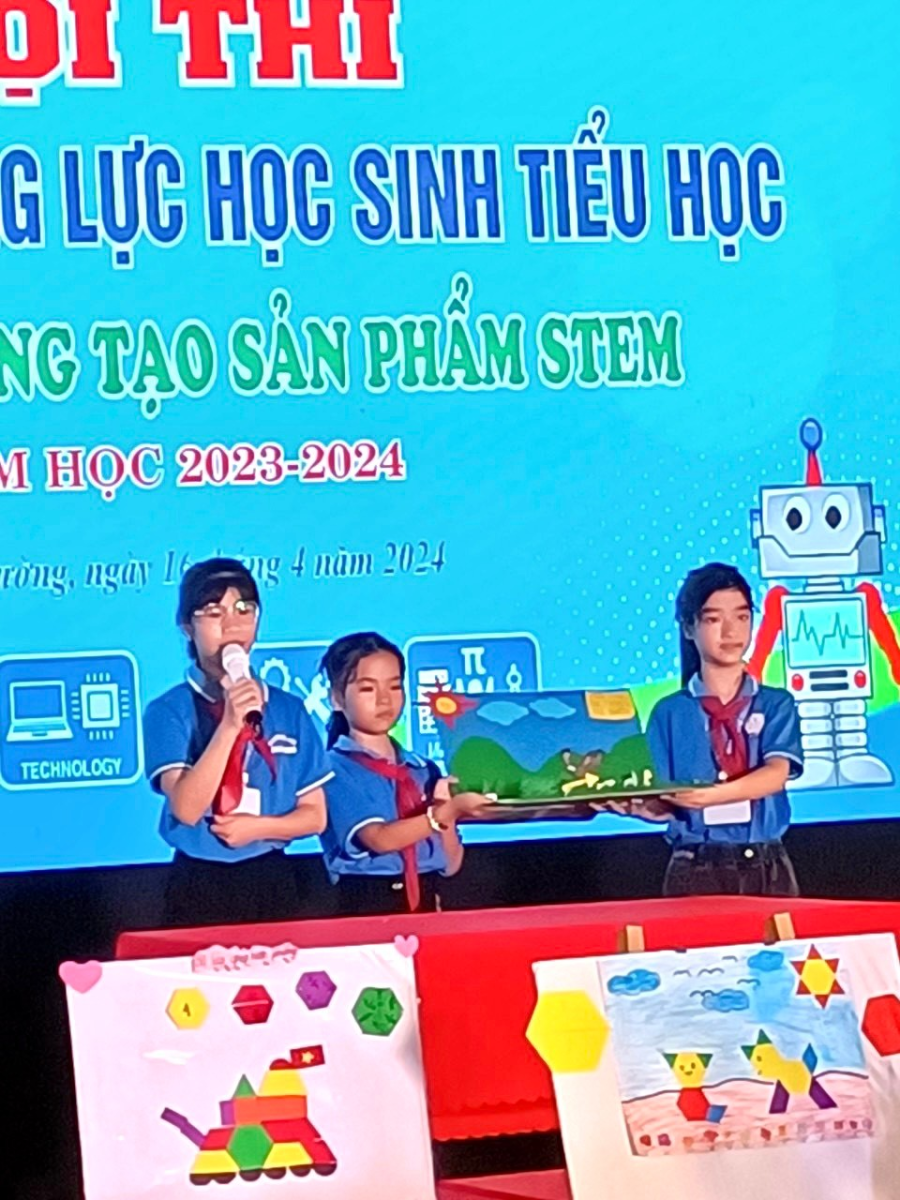 ỘI THI
NG LỰC HỌC SINH TIỂU HỌC
NG TẠO SẢN PHẨM STEM
M HỌC 2023-2024
ường, ngày 16 tháng 4 năm 2024
π
TECHNOLOGY